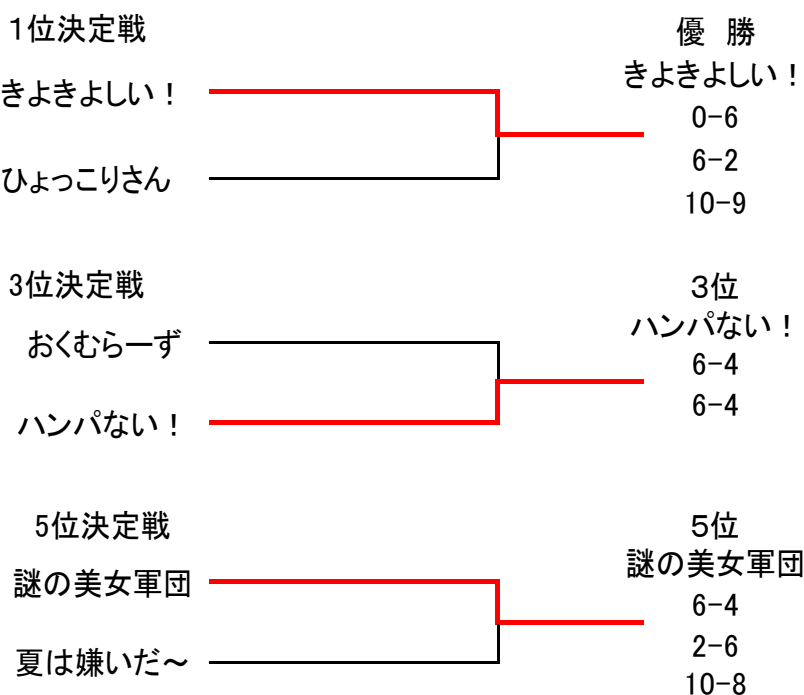 1位決定戦
優 勝
きよきよしい！
きよきよしい！
0-6
6-2
ひょっこりさん
10-9
3位決定戦
3位
ハンパない！
おくむらーず
6-4
6-4
ハンパない！
5位決定戦
5位
謎の美女軍団
謎の美女軍団
6-4
2-6
夏は嫌いだ～
10-8